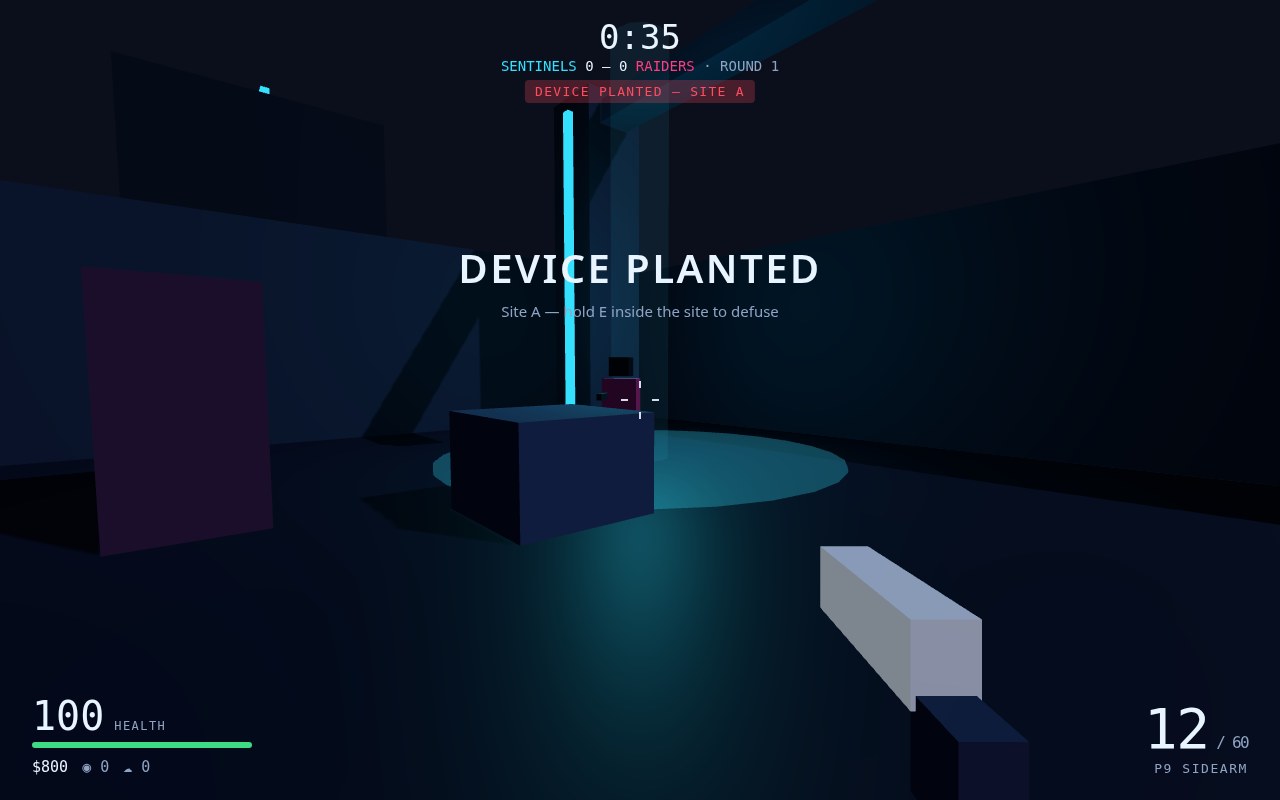 0:35
SENTINELS 0 — 0 RAIDERS · ROUND 1
DEVICE PLANTED — SITE A
DEVICE PLANTED
Site A — hold E inside the site to defuse
100 HEALTH
$800 ◉ 0 ☁ 0
12 / 60
P9 SIDEARM